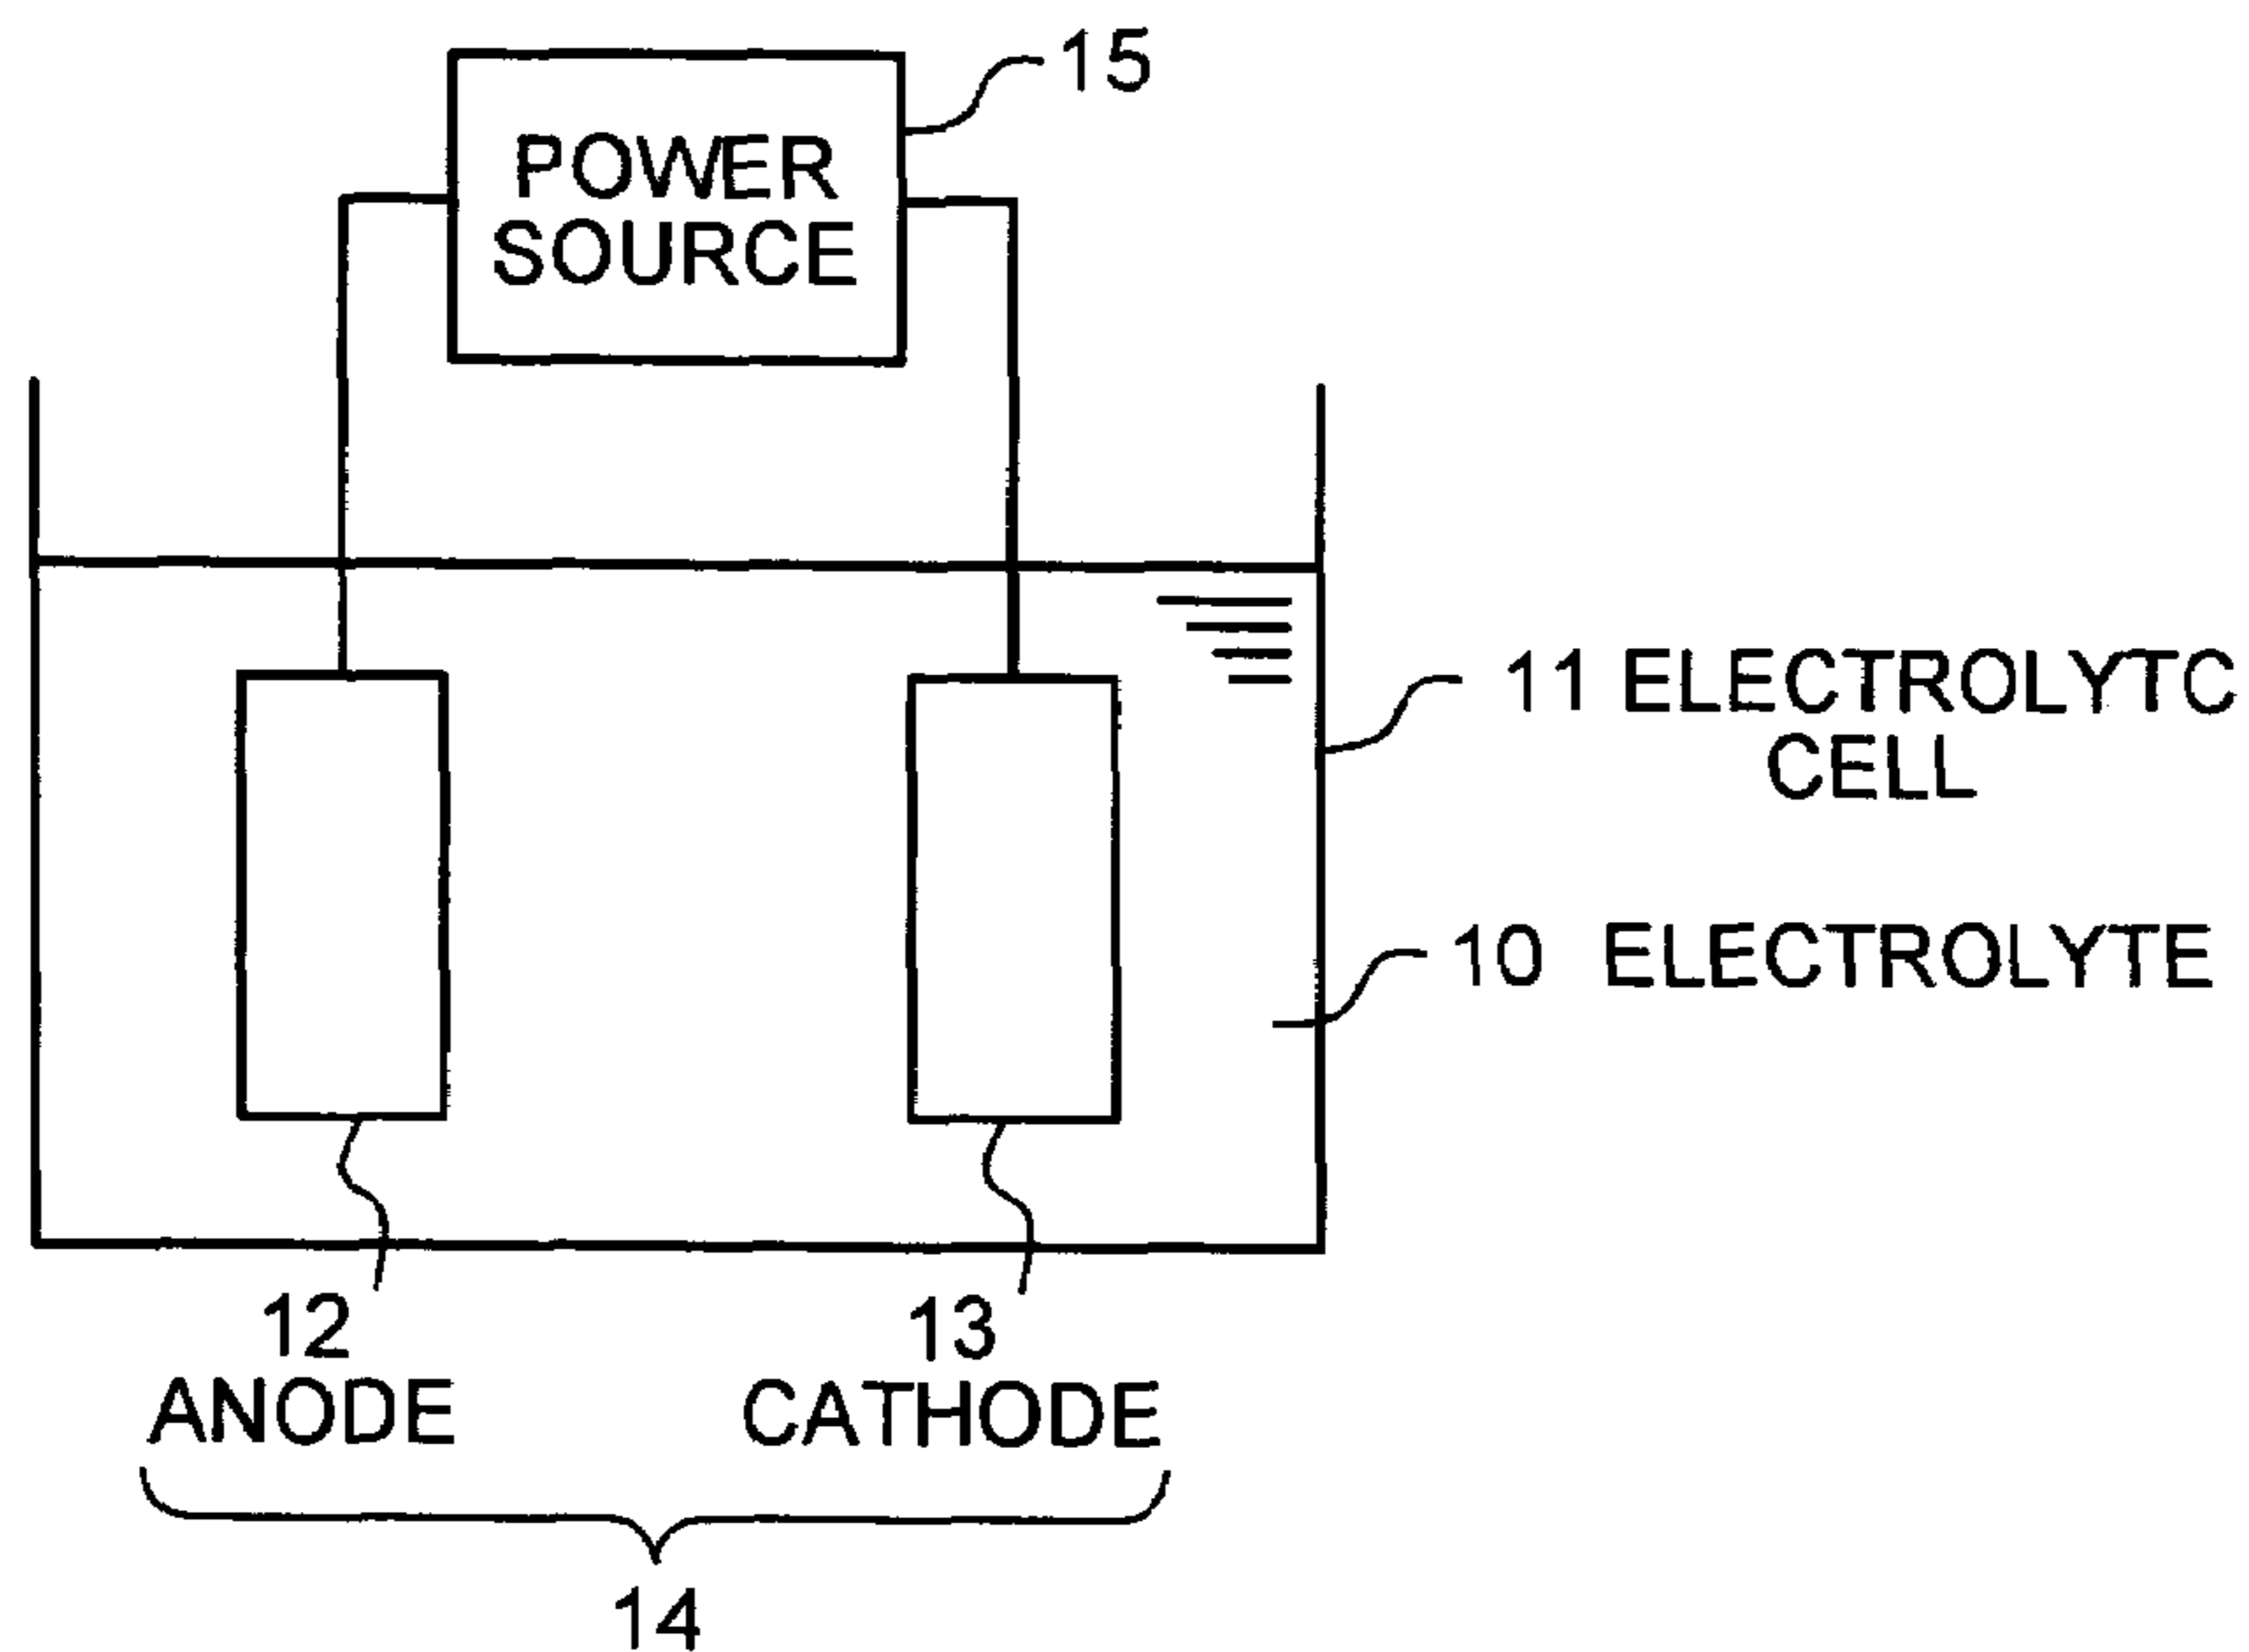 15
POWER
SOURCE
11 ELECTROLYTC
CELL
10 ELECTROLYTE
12
ANODE
13
CATHODE
14